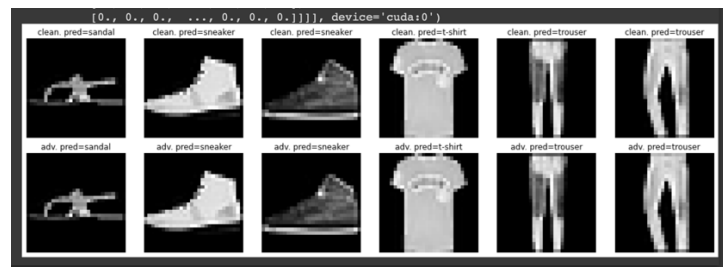 [0., 0., 0., ..., 0., 0., 0.]]]], device='cuda:0')
clean. pred=sandal clean. pred=sneaker clean. pred=sneaker clean. pred=t-shirt clean. pred=trouser clean. pred=trouser
adv. pred=sandal adv. pred=sneaker adv. pred=sneaker adv. pred=t-shirt adv. pred=trouser adv. pred=trouser